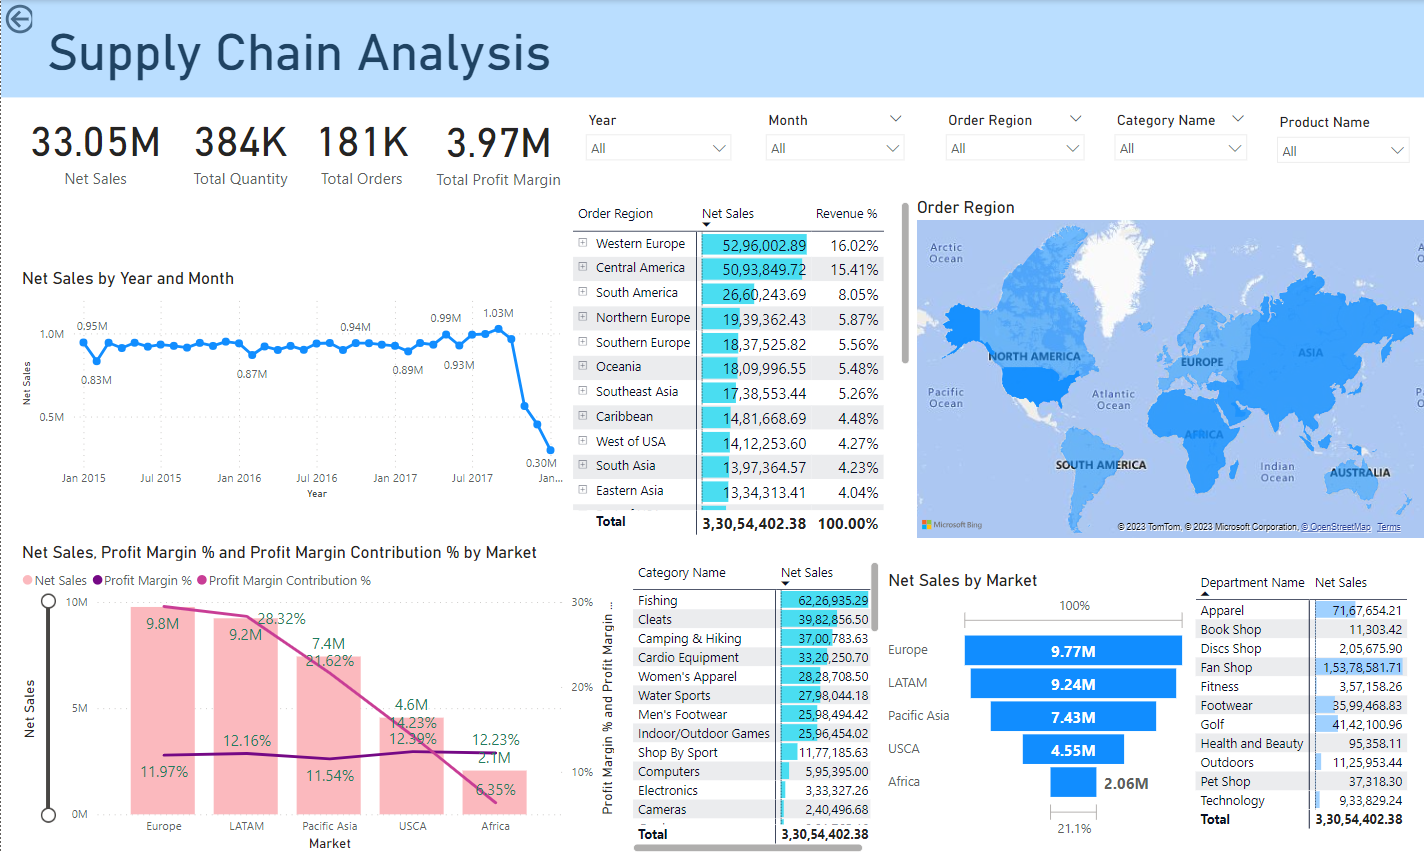 Supply Chain Analysis
33.05M
Net Sales
384K
Total Quantity
181K
Total Orders
3.97M
Total Profit Margin
Year
All
Month
All
Order Region
All
Category Name
All
Product Name
All
Net Sales by Year and Month
Net Sales
1.0M
0.5M
0.95M
0.83M
0.87M
0.94M
0.89M
0.99M
0.93M
1.03M
0.30M
Jan 2015 Jul 2015 Jan 2016 Jul 2016 Jan 2017 Jul 2017 Jan...
Year
Order Region Net Sales Revenue %
Western Europe 52,96,002.89 16.02%
Central America 50,93,849.72 15.41%
South America 26,60,243.69 8.05%
Northern Europe 19,39,362.43 5.87%
Southern Europe 18,37,525.82 5.56%
Oceania 18,09,996.55 5.48%
Southeast Asia 17,38,553.44 5.26%
Caribbean 14,81,668.69 4.48%
West of USA 14,12,253.60 4.27%
South Asia 13,97,364.57 4.23%
Eastern Asia 13,34,313.41 4.04%
Total 3,30,54,402.38 100.00%
Order Region
Arctic
Ocean
NORTH AMERICA
EUROPE
ASIA
Pacific
Ocean
Atlantic
Ocean
AFRICA
SOUTH AMERICA
Indian
Ocean
AUSTRALIA
Microsoft Bing
© 2023 TomTom, © 2023 Microsoft Corporation, © OpenStreetMap Terms
Net Sales, Profit Margin % and Profit Margin Contribution % by Market
Net Sales Profit Margin % Profit Margin Contribution %
Net Sales
10M
5M
0M
9.8M
9.2M
28.32%
7.4M
21.62%
4.6M
14.23%
12.39%
12.23%
2.1M
6.35%
11.97%
12.16%
11.54%
30%
20%
10%
Profit Margin % and Profit Margin ...
Europe LATAM Pacific Asia USCA Africa
Market
Category Name Net Sales
Fishing 62,26,935.29
Cleats 39,82,856.50
Camping & Hiking 37,00,783.63
Cardio Equipment 33,20,250.70
Women's Apparel 28,28,708.50
Water Sports 27,98,044.18
Men's Footwear 25,98,494.42
Indoor/Outdoor Games 25,96,454.02
Shop By Sport 11,77,185.63
Computers 5,95,395.00
Electronics 3,33,327.26
Cameras 2,40,496.68
Total 3,30,54,402.38
Net Sales by Market
100%
Europe 9.77M
LATAM 9.24M
Pacific Asia 7.43M
USCA 4.55M
Africa 2.06M
21.1%
Department Name Net Sales
Apparel 71,67,654.21
Book Shop 11,303.42
Discs Shop 2,05,675.90
Fan Shop 1,53,78,581.71
Fitness 3,57,158.26
Footwear 35,99,468.83
Golf 41,42,100.96
Health and Beauty 95,358.11
Outdoors 11,25,953.44
Pet Shop 37,318.30
Technology 9,33,829.24
Total 3,30,54,402.38